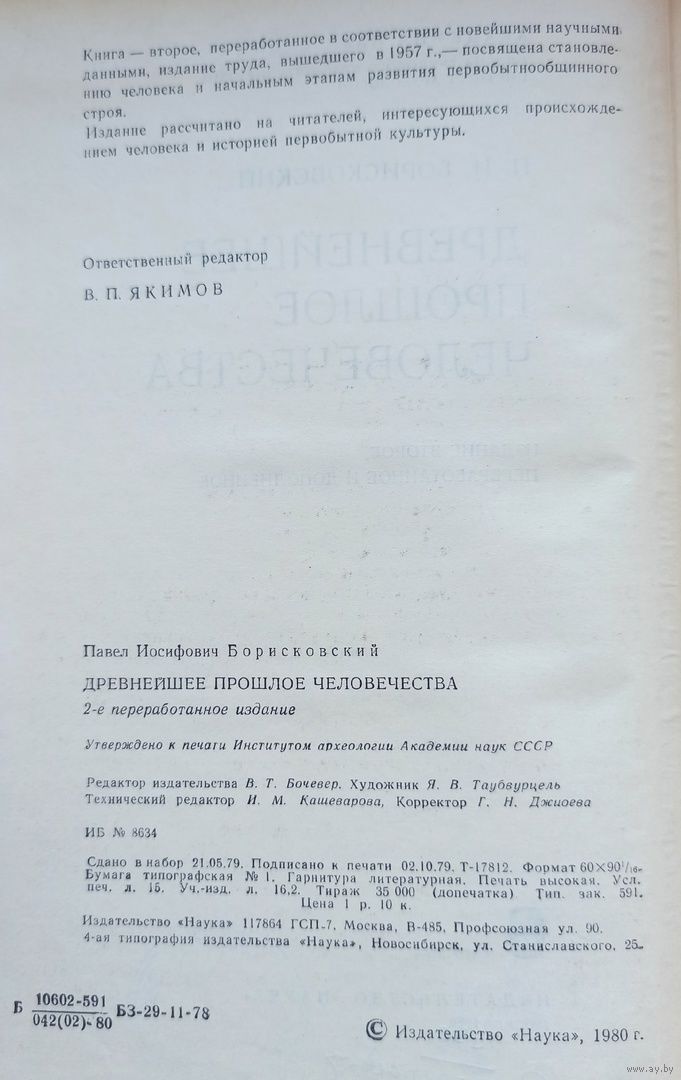 Книга — второе, переработанное в соответствии с новейшими научными
данными, издание труда, вышедшего в 1957 г.,— посвящена становле-
нию человека и начальным этапам развития первобытнообщинного
строя.
Издание рассчитано на читателей, интересующихся происхожде-
нием человека и историей первобытной культуры.
Ответственный редактор
В. П. ЯКИМОВ
Павел Иосифович Борисковский
ДРЕВНЕЙШЕЕ ПРОШЛОЕ ЧЕЛОВЕЧЕСТВА
2-е переработанное издание
Утверждено к печати Институтом археологии Академии наук СССР
Редактор издательства В. Т. Бочевер. Художник Я. В. Таубвурцель
Технический редактор И. М. Кашеварова, Корректор Г. Н. Джиоева
ИБ № 8634
Сдано в набор 21.05.79. Подписано к печати 02.10.79. Т-17812. Формат 60×90¹/₁₆.
Бумага типографская № 1. Гарнитура литературная. Печать высокая. Усл.
печ. л. 15. Уч.-изд. л. 16,2. Тираж 35 000 (допечатка) Тип. зак. 591.
Цена 1 р. 10 к.
Издательство «Наука» 117864 ГСП-7, Москва, В-485, Профсоюзная ул. 90.
4-ая типография издательства «Наука», Новосибирск, ул. Станиславского, 25
Б 10602-591 БЗ-29-11-78
042(02)-80
© Издательство «Наука», 1980 г.
www.ay.by